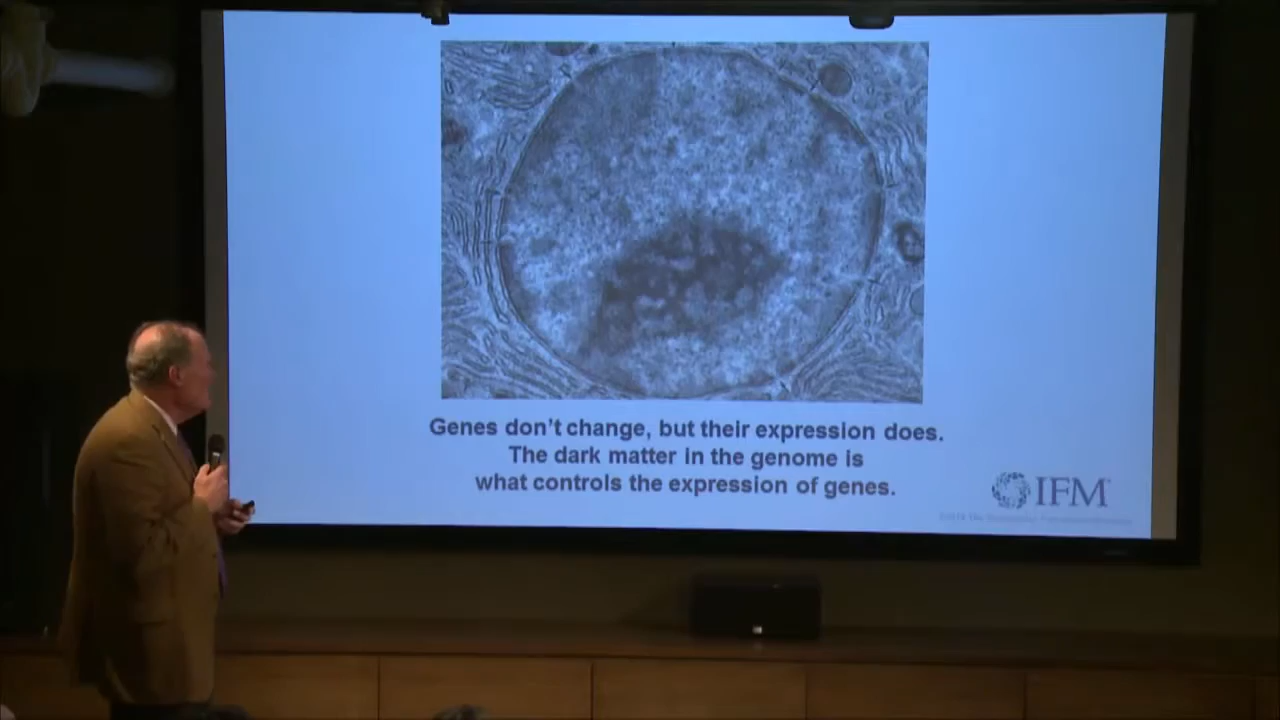 Genes don't change, but their expression does.
The dark matter in the genome is
what controls the expression of genes.
IFM